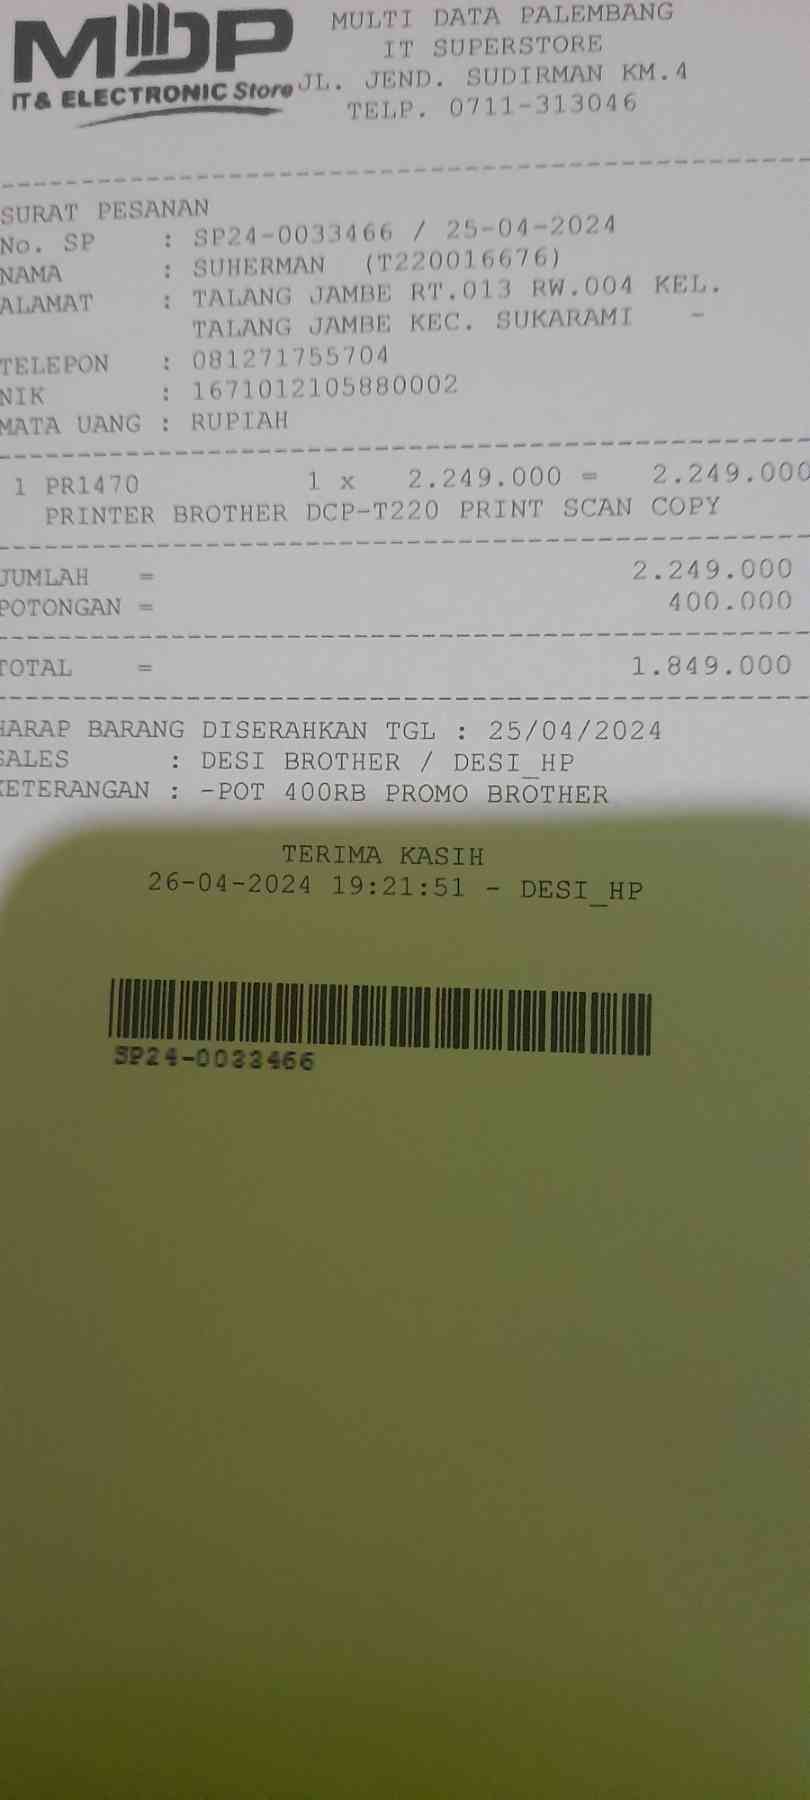 MDP
IT & ELECTRONIC Store
MULTI DATA PALEMBANG
IT SUPERSTORE
JL. JEND. SUDIRMAN KM.4
TELP. 0711-313046
SURAT PESANAN
No. SP : SP24-0033466 / 25-04-2024
NAMA : SUHERMAN (T220016676)
ALAMAT : TALANG JAMBE RT.013 RW.004 KEL.
TALANG JAMBE KEC. SUKARAMI -
TELEPON : 081271755704
NIK : 1671012105880002
MATA UANG : RUPIAH
1 PR1470 1 x 2.249.000 = 2.249.000
PRINTER BROTHER DCP-T220 PRINT SCAN COPY
JUMLAH = 2.249.000
POTONGAN = 400.000
TOTAL = 1.849.000
HARAP BARANG DISERAHKAN TGL : 25/04/2024
SALES : DESI BROTHER / DESI_HP
KETERANGAN : -POT 400RB PROMO BROTHER
TERIMA KASIH
26-04-2024 19:21:51 - DESI_HP
SP24-0033466